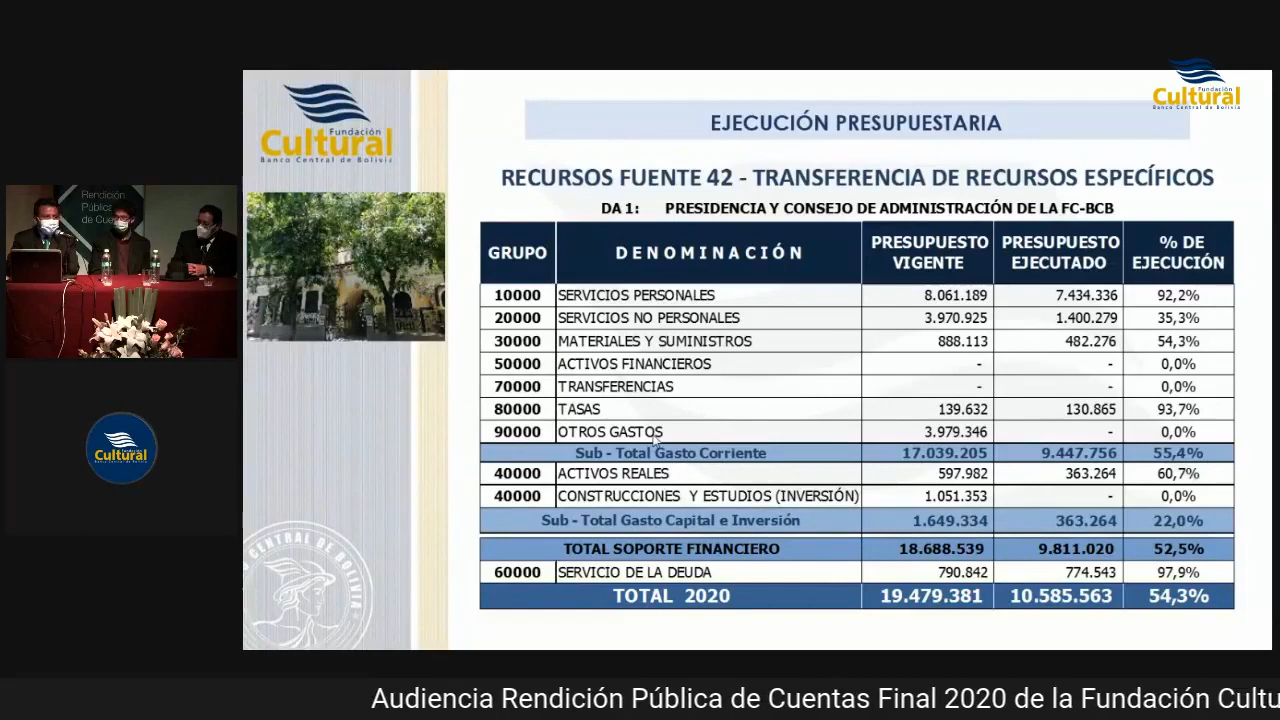 Fundación
Cultural
Banco Central de Bolivia
Fundación
Cultural
Banco Central de Bolivia
EJECUCIÓN PRESUPUESTARIA
RECURSOS FUENTE 42 - TRANSFERENCIA DE RECURSOS ESPECÍFICOS
DA 1: PRESIDENCIA Y CONSEJO DE ADMINISTRACIÓN DE LA FC-BCB
GRUPO DENOMINACIÓN PRESUPUESTO VIGENTE PRESUPUESTO EJECUTADO % DE EJECUCIÓN
10000 SERVICIOS PERSONALES 8.061.189 7.434.336 92,2%
20000 SERVICIOS NO PERSONALES 3.970.925 1.400.279 35,3%
30000 MATERIALES Y SUMINISTROS 888.113 482.276 54,3%
50000 ACTIVOS FINANCIEROS - - 0,0%
70000 TRANSFERENCIAS - - 0,0%
80000 TASAS 139.632 130.865 93,7%
90000 OTROS GASTOS 3.979.346 - 0,0%
Sub - Total Gasto Corriente 17.039.205 9.447.756 55,4%
40000 ACTIVOS REALES 597.982 363.264 60,7%
40000 CONSTRUCCIONES Y ESTUDIOS (INVERSIÓN) 1.051.353 - 0,0%
Sub - Total Gasto Capital e Inversión 1.649.334 363.264 22,0%
TOTAL SOPORTE FINANCIERO 18.688.539 9.811.020 52,5%
60000 SERVICIO DE LA DEUDA 790.842 774.543 97,9%
TOTAL 2020 19.479.381 10.585.563 54,3%
Rendición
Pública
de Cuentas
Cultural
CENTRAL DE BOLIVIA
Audiencia Rendición Pública de Cuentas Final 2020 de la Fundación Cultu